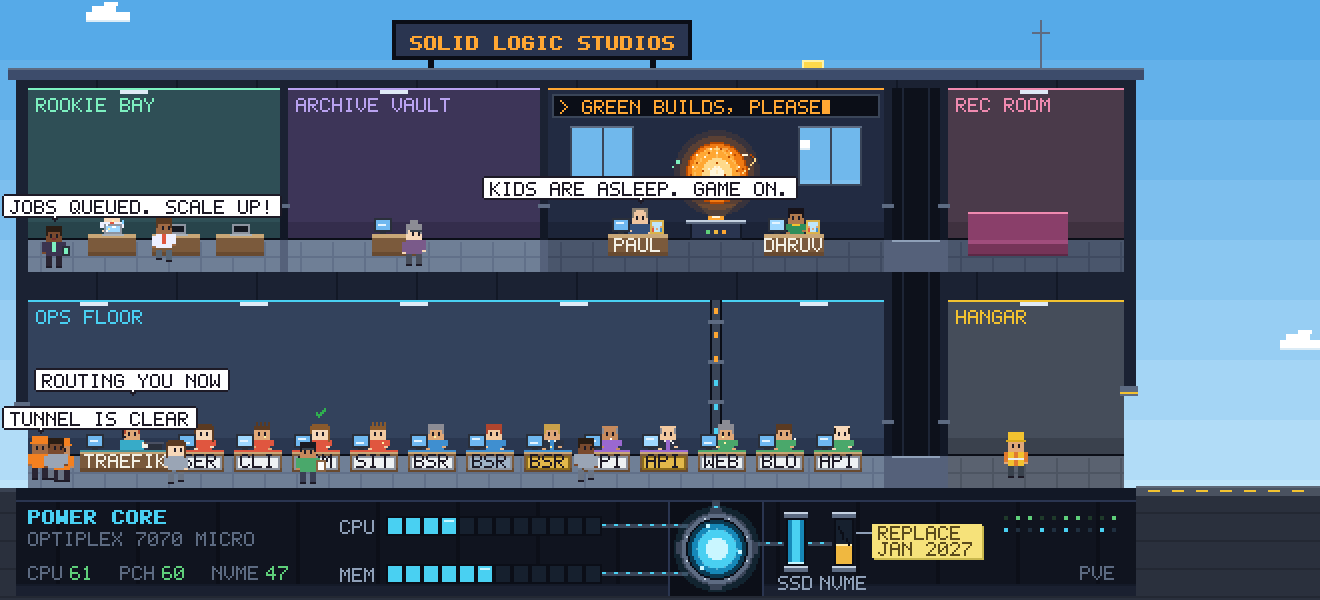 SOLID LOGIC STUDIOS
ROOKIE BAY
ARCHIVE VAULT
> GREEN BUILDS, PLEASE
REC ROOM
KIDS ARE ASLEEP. GAME ON.
JOBS QUEUED. SCALE UP!
PAUL
DARUV
OPS FLOOR
HANGAR
ROUTING YOU NOW
TUNNEL IS CLEAR
TRAEFIK
CLI
SIT
BSR
BSR
BSR
API
WEB
BLO
API
POWER CORE
OPTIPLEX 7070 MICRO
CPU 61 PCH 60 NVME 47
CPU
MEM
SSD NVME
REPLACE
JAN 2027
PVE